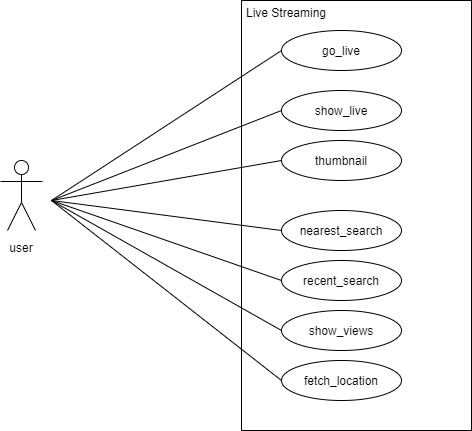 Live Streaming
go_live
show_live
thumbnail
user
nearest_search
recent_search
show_views
fetch_location